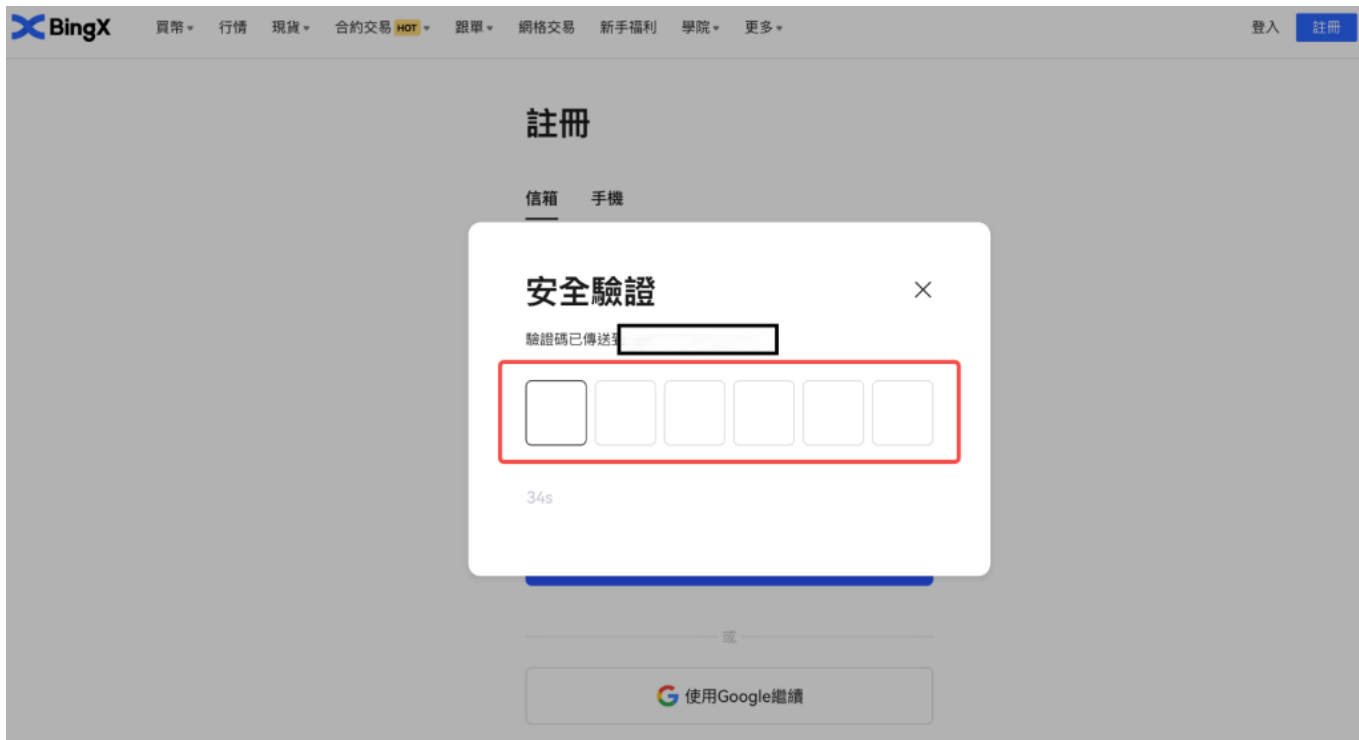 BingX 買幣 行情 現貨 合約交易 HOT 跟單 網格交易 新手福利 學院 更多 登入 註冊
註冊
信箱 手機
安全驗證
驗證碼已傳送到
34s
或
使用Google繼續